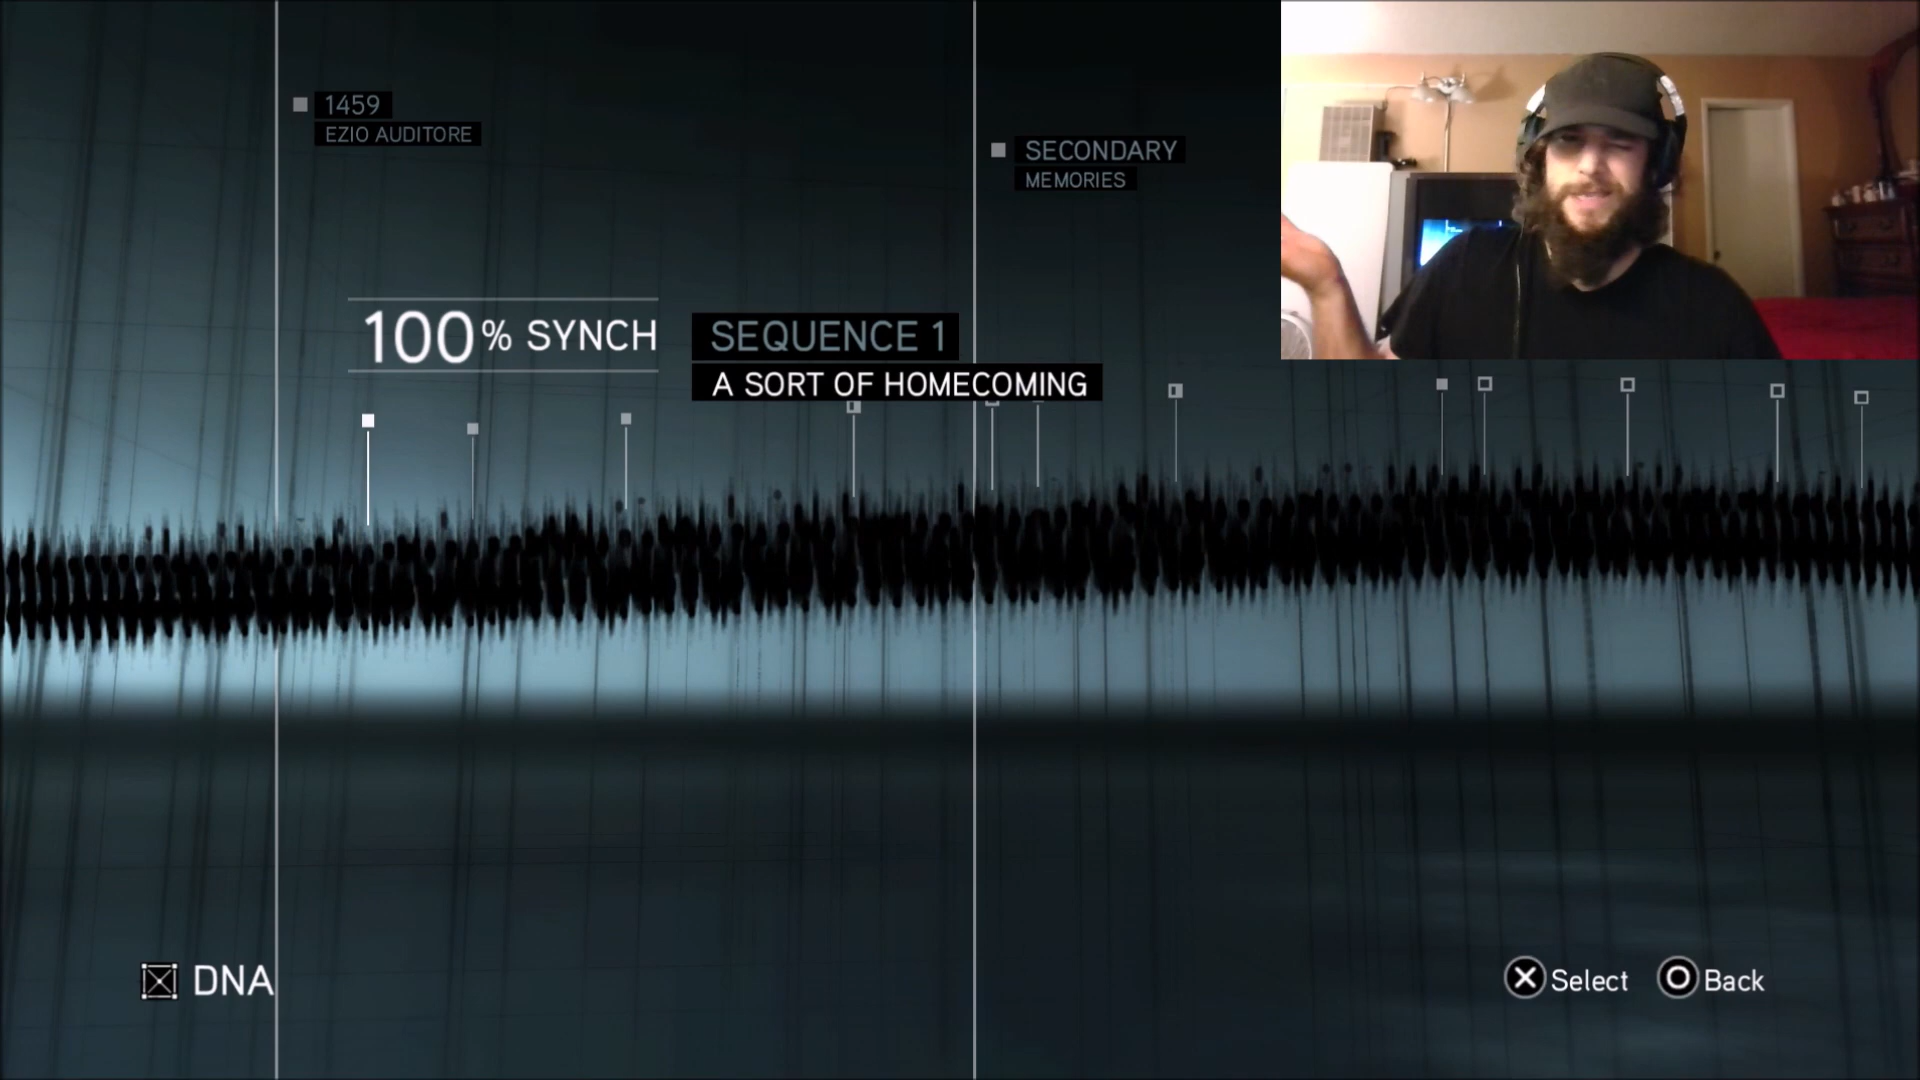 1459
EZIO AUDITORE
SECONDARY
MEMORIES
100% SYNCH
SEQUENCE 1
A SORT OF HOMECOMING
DNA
Select
Back